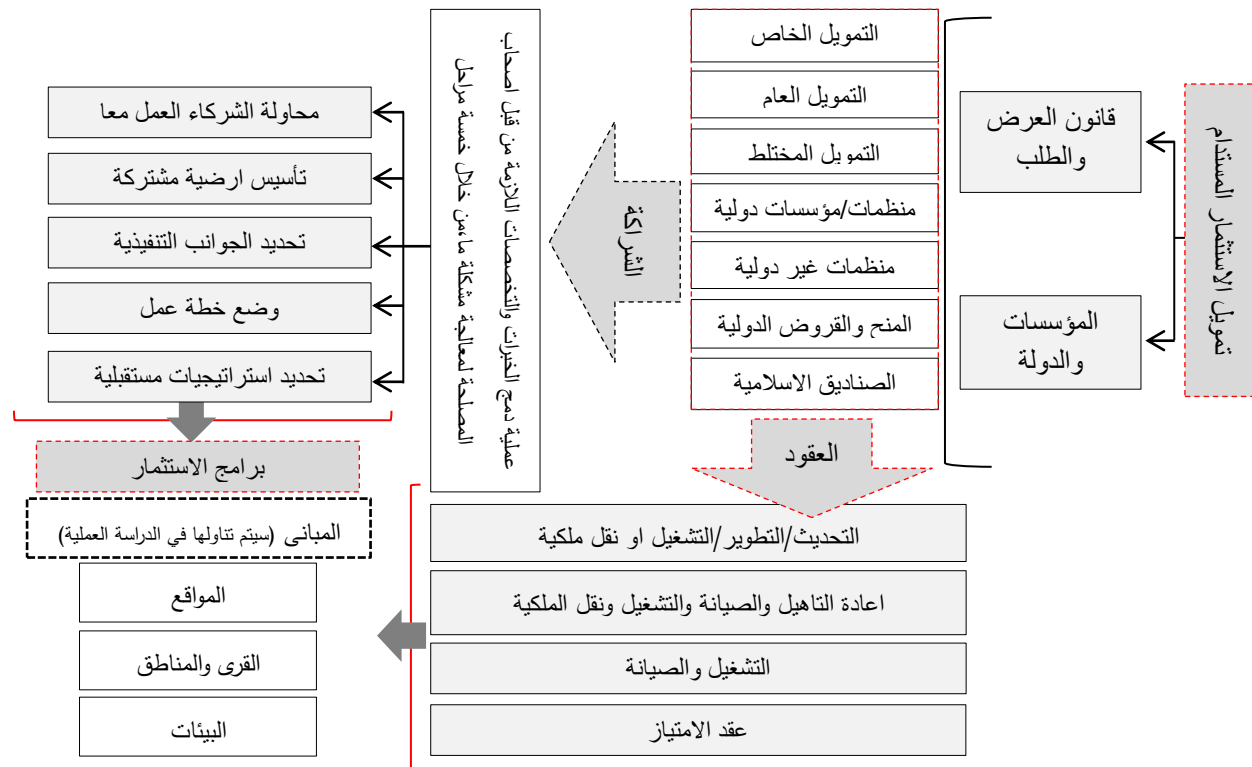 تمويل الاستثمار المستدام
قانون العرض
والطلب
المؤسسات
والدولة
التمويل الخاص
التمويل العام
التمويل المختلط
منظمات/مؤسسات دولية
منظمات غير دولية
المنح والقروض الدولية
الصناديق الاسلامية
الشراكة
عملية دمج الخبرات والتخصصات اللازمة من قبل اصحاب
المصلحة لمعالجة مشكلة ما،من خلال خمسة مراحل
محاولة الشركاء العمل معا
تأسيس ارضية مشتركة
تحديد الجوانب التنفيذية
وضع خطة عمل
تحديد استراتيجيات مستقبلية
العقود
التحديث/التطوير/التشغيل او نقل ملكية
اعادة التاهيل والصيانة والتشغيل ونقل الملكية
التشغيل والصيانة
عقد الامتياز
برامج الاستثمار
المبانى (سيتم تتاولها في الدراسة العملية)
المواقع
القرى والمناطق
البيئات